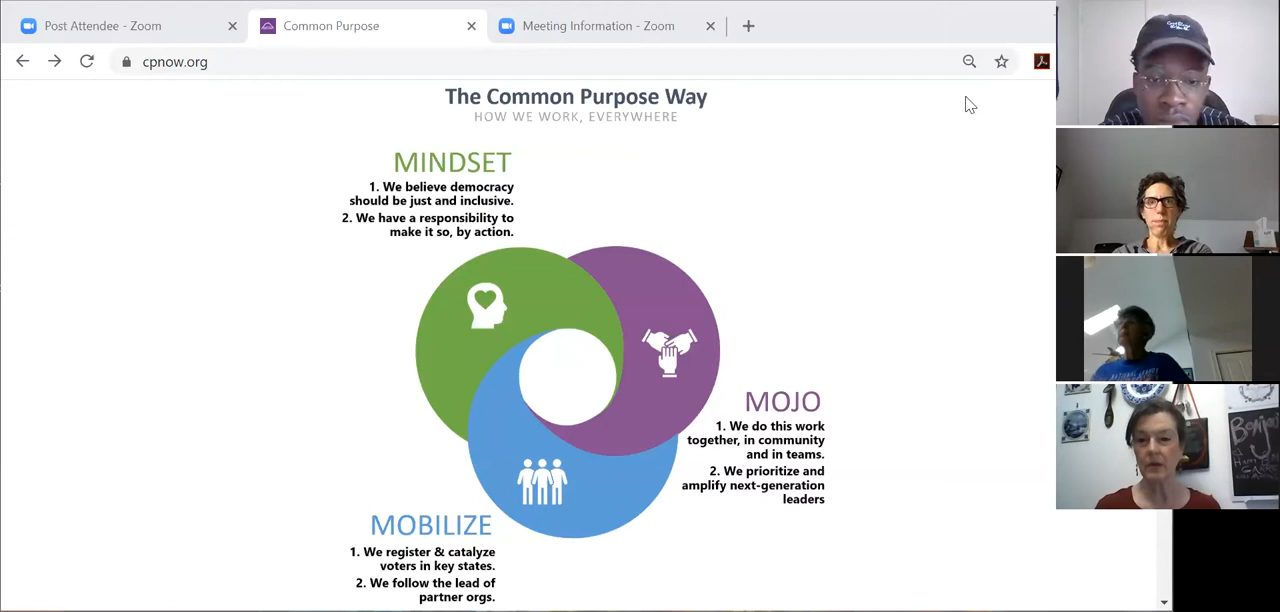 Post Attendee - Zoom
Common Purpose
Meeting Information - Zoom
cpnow.org
The Common Purpose Way
HOW WE WORK, EVERYWHERE
MINDSET
1. We believe democracy
should be just and inclusive.
2. We have a responsibility to
make it so, by action.
MOJO
1. We do this work
together, in community
and in teams.
2. We prioritize and
amplify next-generation
leaders
MOBILIZE
1. We register & catalyze
voters in key states.
2. We follow the lead of
partner orgs.